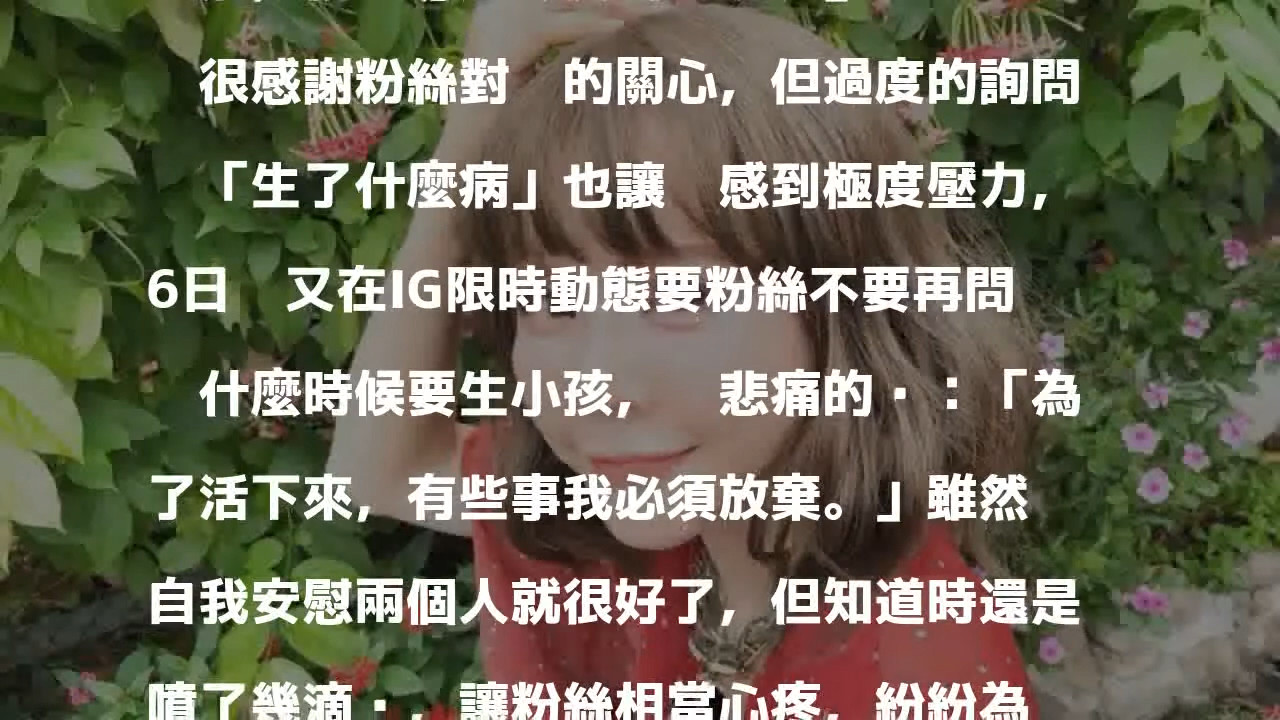 很感謝粉絲對　的關心，但過度的詢問
「生了什麼病」也讓　感到極度壓力，
6日　又在IG限時動態要粉絲不要再問
什麼時候要生小孩，　悲痛的·：「為
了活下來，有些事我必須放棄。」雖然
自我安慰兩個人就很好了，但知道時還是
噴了幾滴·，讓粉絲相當心疼，紛紛為